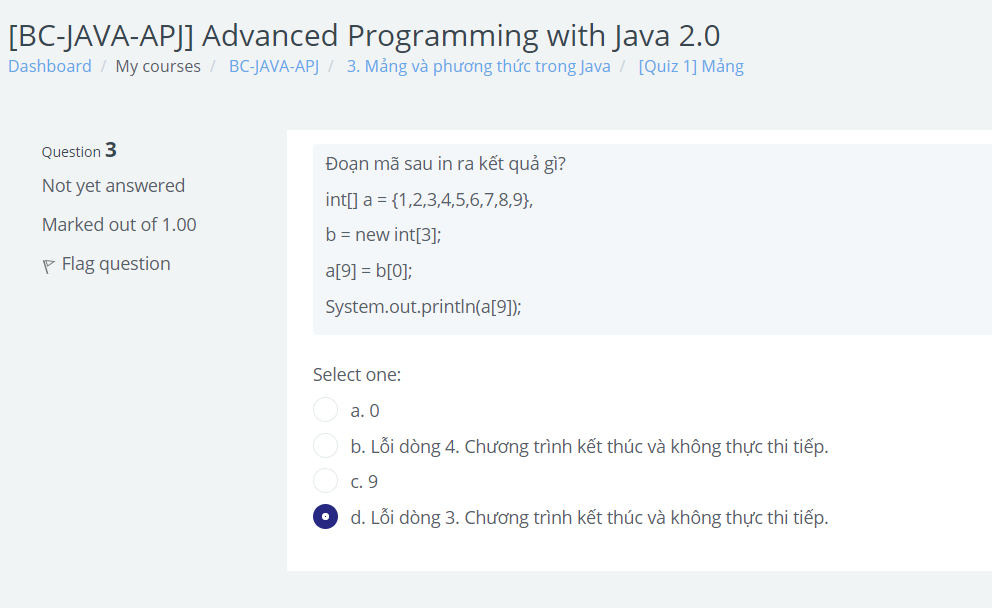 [BC-JAVA-APJ] Advanced Programming with Java 2.0
Dashboard / My courses / BC-JAVA-APJ / 3. Mảng và phương thức trong Java / [Quiz 1] Mảng
Question 3
Not yet answered
Marked out of 1.00
Flag question
Đoạn mã sau in ra kết quả gì?
int[] a = {1,2,3,4,5,6,7,8,9},
b = new int[3];
a[9] = b[0];
System.out.println(a[9]);
Select one:
a. 0
b. Lỗi dòng 4. Chương trình kết thúc và không thực thi tiếp.
c. 9
d. Lỗi dòng 3. Chương trình kết thúc và không thực thi tiếp.